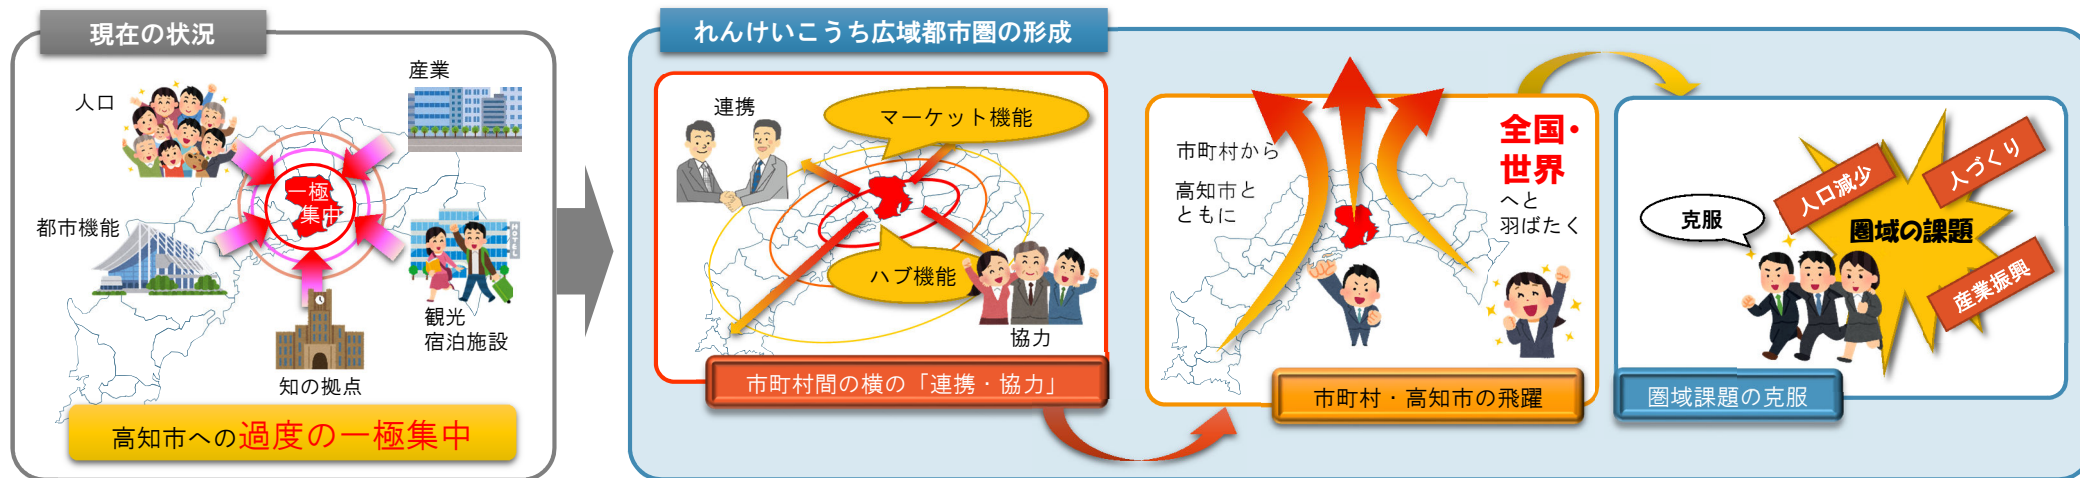 現在の状況
人口
産業
一極
集中
都市機能
観光
宿泊施設
HOTEL
知の拠点
高知市への過度の一極集中
れんけいこうち広域都市圏の形成
連携
マーケット機能
ハブ機能
協力
市町村間の横の「連携・協力」
市町村から
高知市と
ともに
全国・
世界
へと
羽ばたく
市町村・高知市の飛躍
克服
人口減少
人づくり
圏域の課題
産業振興
圏域課題の克服